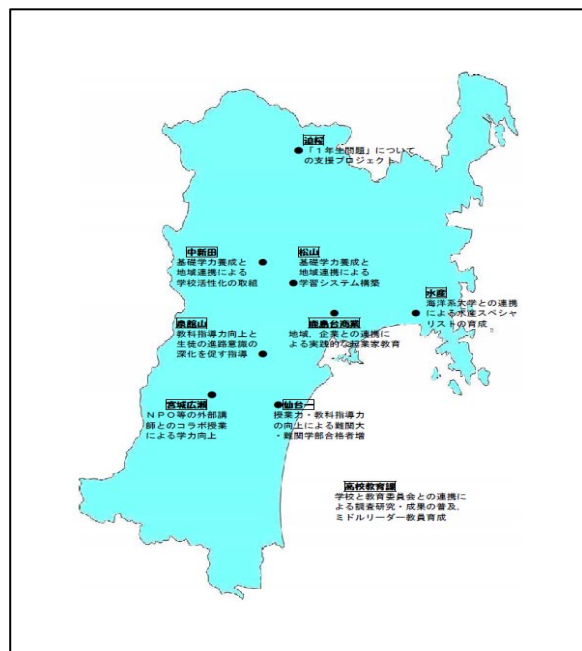 迫桜
「1年生問題」について
の支援プロジェクト
中新田
基礎学力養成と
地域連携による
学校活性化の取組
松山
基礎学力養成と
地域連携による
学習システム構築
水産
海洋系大学との連携
による水産スペシャ
リストの育成。
泉館山
教科指導力向上と
生徒の進路意識の
深化を促す指導
鹿島台商業
地域、企業との連携によ
る実践的な起業家教育
宮城広瀬
NPO等の外部講
師とのコラボ授業
による学力向上
仙台一
授業力・教科指導力
の向上による難関大
・難関学部合格者増
高校教育課
学校と教育委員会との連携に
よる調査研究・成果の普及、
ミドルリーダー教員育成